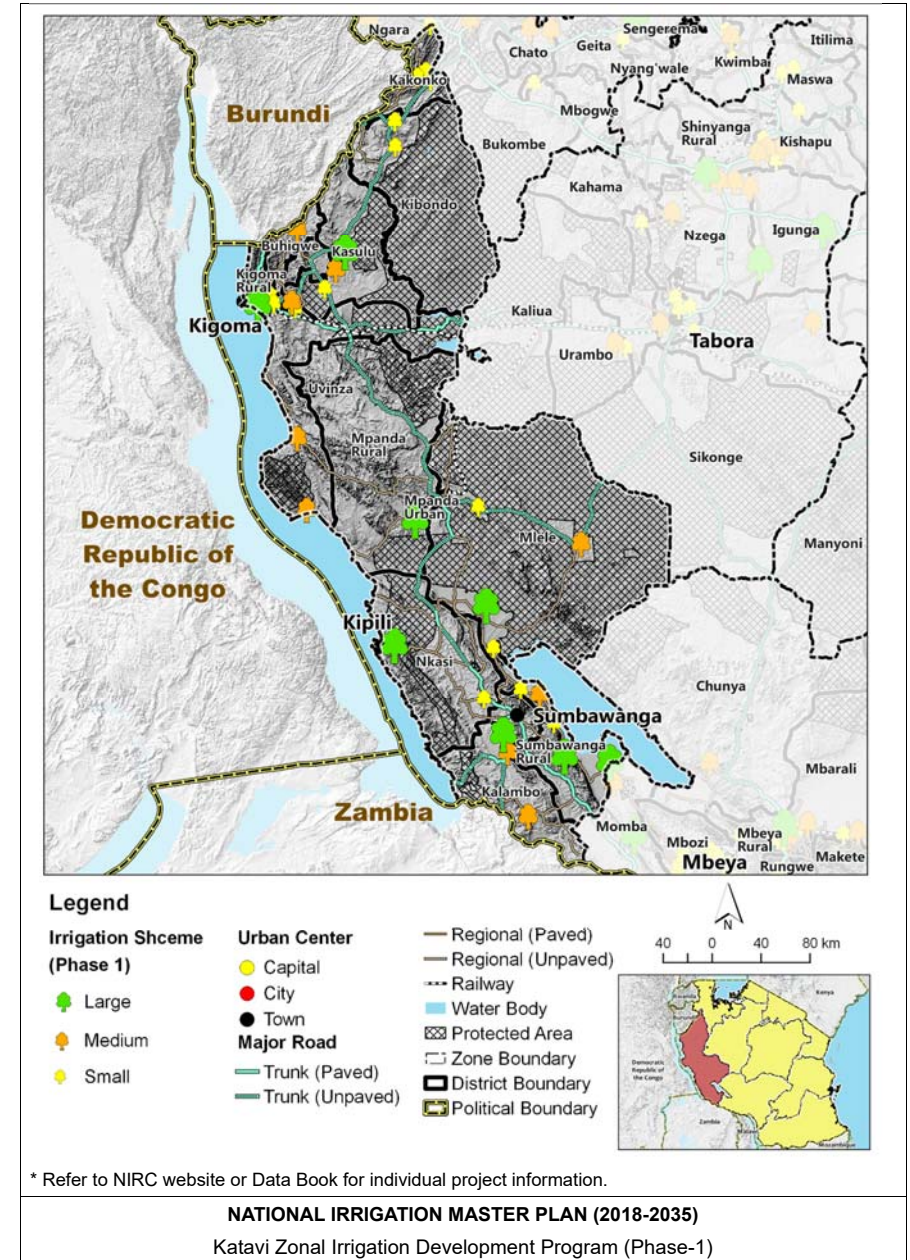 Ngara
Sengerema
Chato
Geita
Itilima
Nyang'wale
Kwimba
Kakonko
Maswa
Burundi
Mbogwe
Shinyanga
Rural
Bukombe
Kishapu
Kahama
Kibondo
Nzega
Igunga
Buhigwe
Kasulu
Kigoma
Rural
Kaliua
Kigoma
Tabora
Urambo
Uvinza
Mpanda
Rural
Sikonge
Mpanda
Urban
Democratic
Republic of
the Congo
Mlele
Manyoni
Kipili
Nkasi
Chunya
Sumbawanga
Sumbawanga
Rural
Mbarali
Kalambo
Zambia
Momba
Mbozi
Mbeya
Rural
Makete
Mbeya
Rungwe
Legend
Irrigation Shceme
(Phase 1)
Large
Medium
Small
Urban Center
Capital
City
Town
Major Road
Trunk (Paved)
Trunk (Unpaved)
Regional (Paved)
Regional (Unpaved)
Railway
Water Body
Protected Area
Zone Boundary
District Boundary
Political Boundary
N
40 0 40 80 km
Rwanda
Burundi
Kenya
Democratic
Republic of
the Congo
Zambia
Malawi
Mozambique
* Refer to NIRC website or Data Book for individual project information.
NATIONAL IRRIGATION MASTER PLAN (2018-2035)
Katavi Zonal Irrigation Development Program (Phase-1)